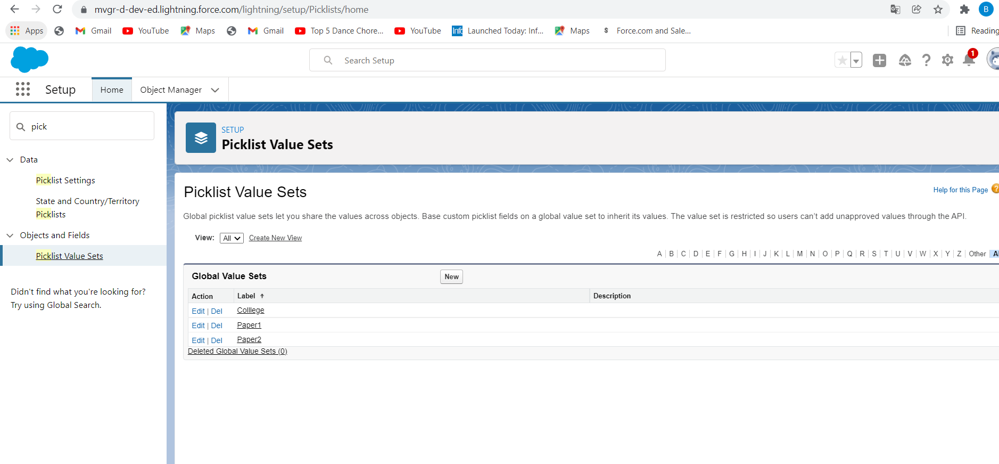 mvgr-d-dev-ed.lightning.force.com/lightning/setup/Picklists/home
B
Apps Gmail YouTube Maps Gmail Top 5 Dance Chore... YouTube Info Launched Today: Inf... Maps $ Force.com and Sale... Reading
Search Setup
1
Setup Home Object Manager
pick
Data
Picklist Settings
State and Country/Territory
Picklists
Objects and Fields
Picklist Value Sets
Didn't find what you're looking for?
Try using Global Search.
SETUP
Picklist Value Sets
Picklist Value Sets
Help for this Page ?
Global picklist value sets let you share the values across objects. Base custom picklist fields on a global value set to inherit its values. The value set is restricted so users can't add unapproved values through the API.
View: All Create New View
A | B | C | D | E | F | G | H | I | J | K | L | M | N | O | P | Q | R | S | T | U | V | W | X | Y | Z | Other
Global Value Sets New
Action Label ↑ Description
Edit | Del Colllege
Edit | Del Paper1
Edit | Del Paper2
Deleted Global Value Sets (0)